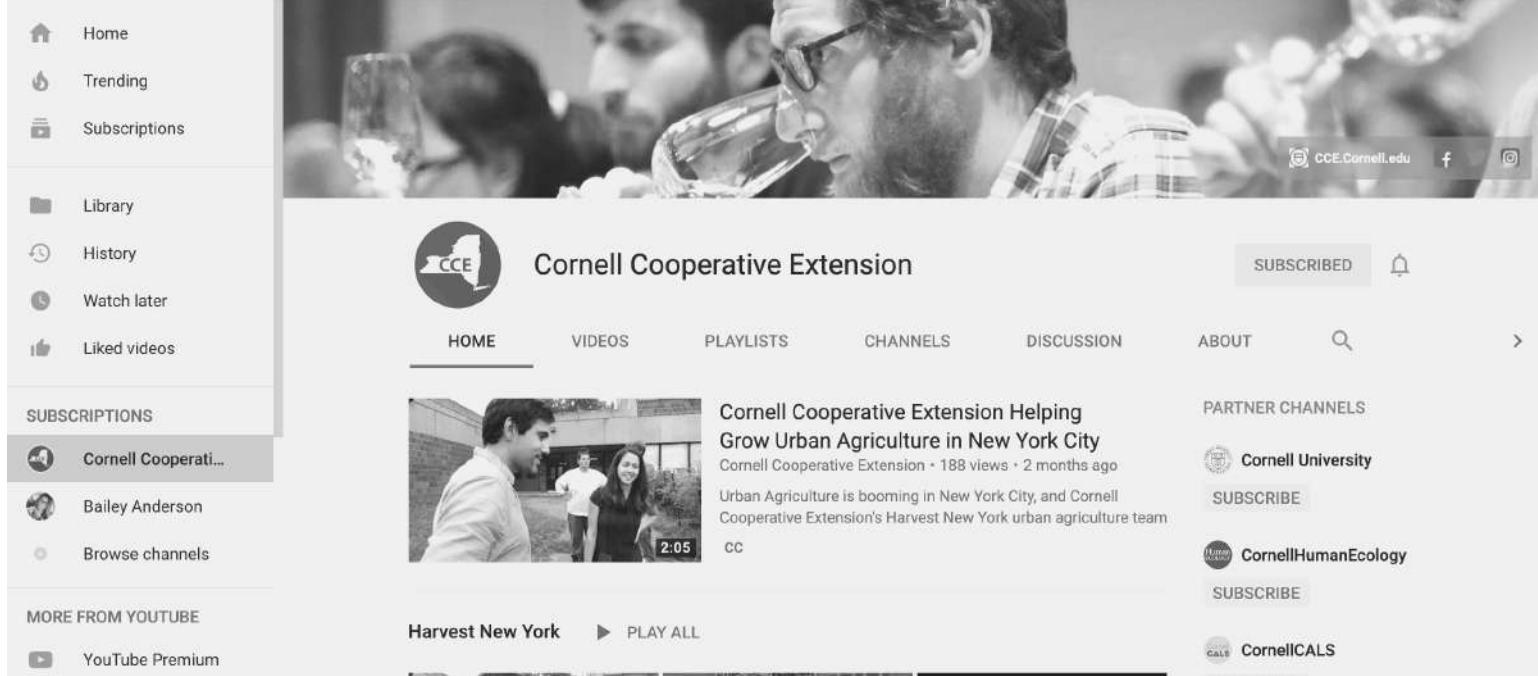 Home
Trending
Subscriptions
Library
History
Watch later
Liked videos
SUBSCRIPTIONS
Cornell Cooperati...
Bailey Anderson
Browse channels
MORE FROM YOUTUBE
YouTube Premium
CCE.Cornell.edu
CCE
Cornell Cooperative Extension
SUBSCRIBED
HOME VIDEOS PLAYLISTS CHANNELS DISCUSSION ABOUT
2:05
Cornell Cooperative Extension Helping
Grow Urban Agriculture in New York City
Cornell Cooperative Extension • 188 views • 2 months ago
Urban Agriculture is booming in New York City, and Cornell
Cooperative Extension's Harvest New York urban agriculture team
CC
Harvest New York PLAY ALL
PARTNER CHANNELS
Cornell University
SUBSCRIBE
Human
CornellHumanEcology
SUBSCRIBE
CALS
CornellCALS